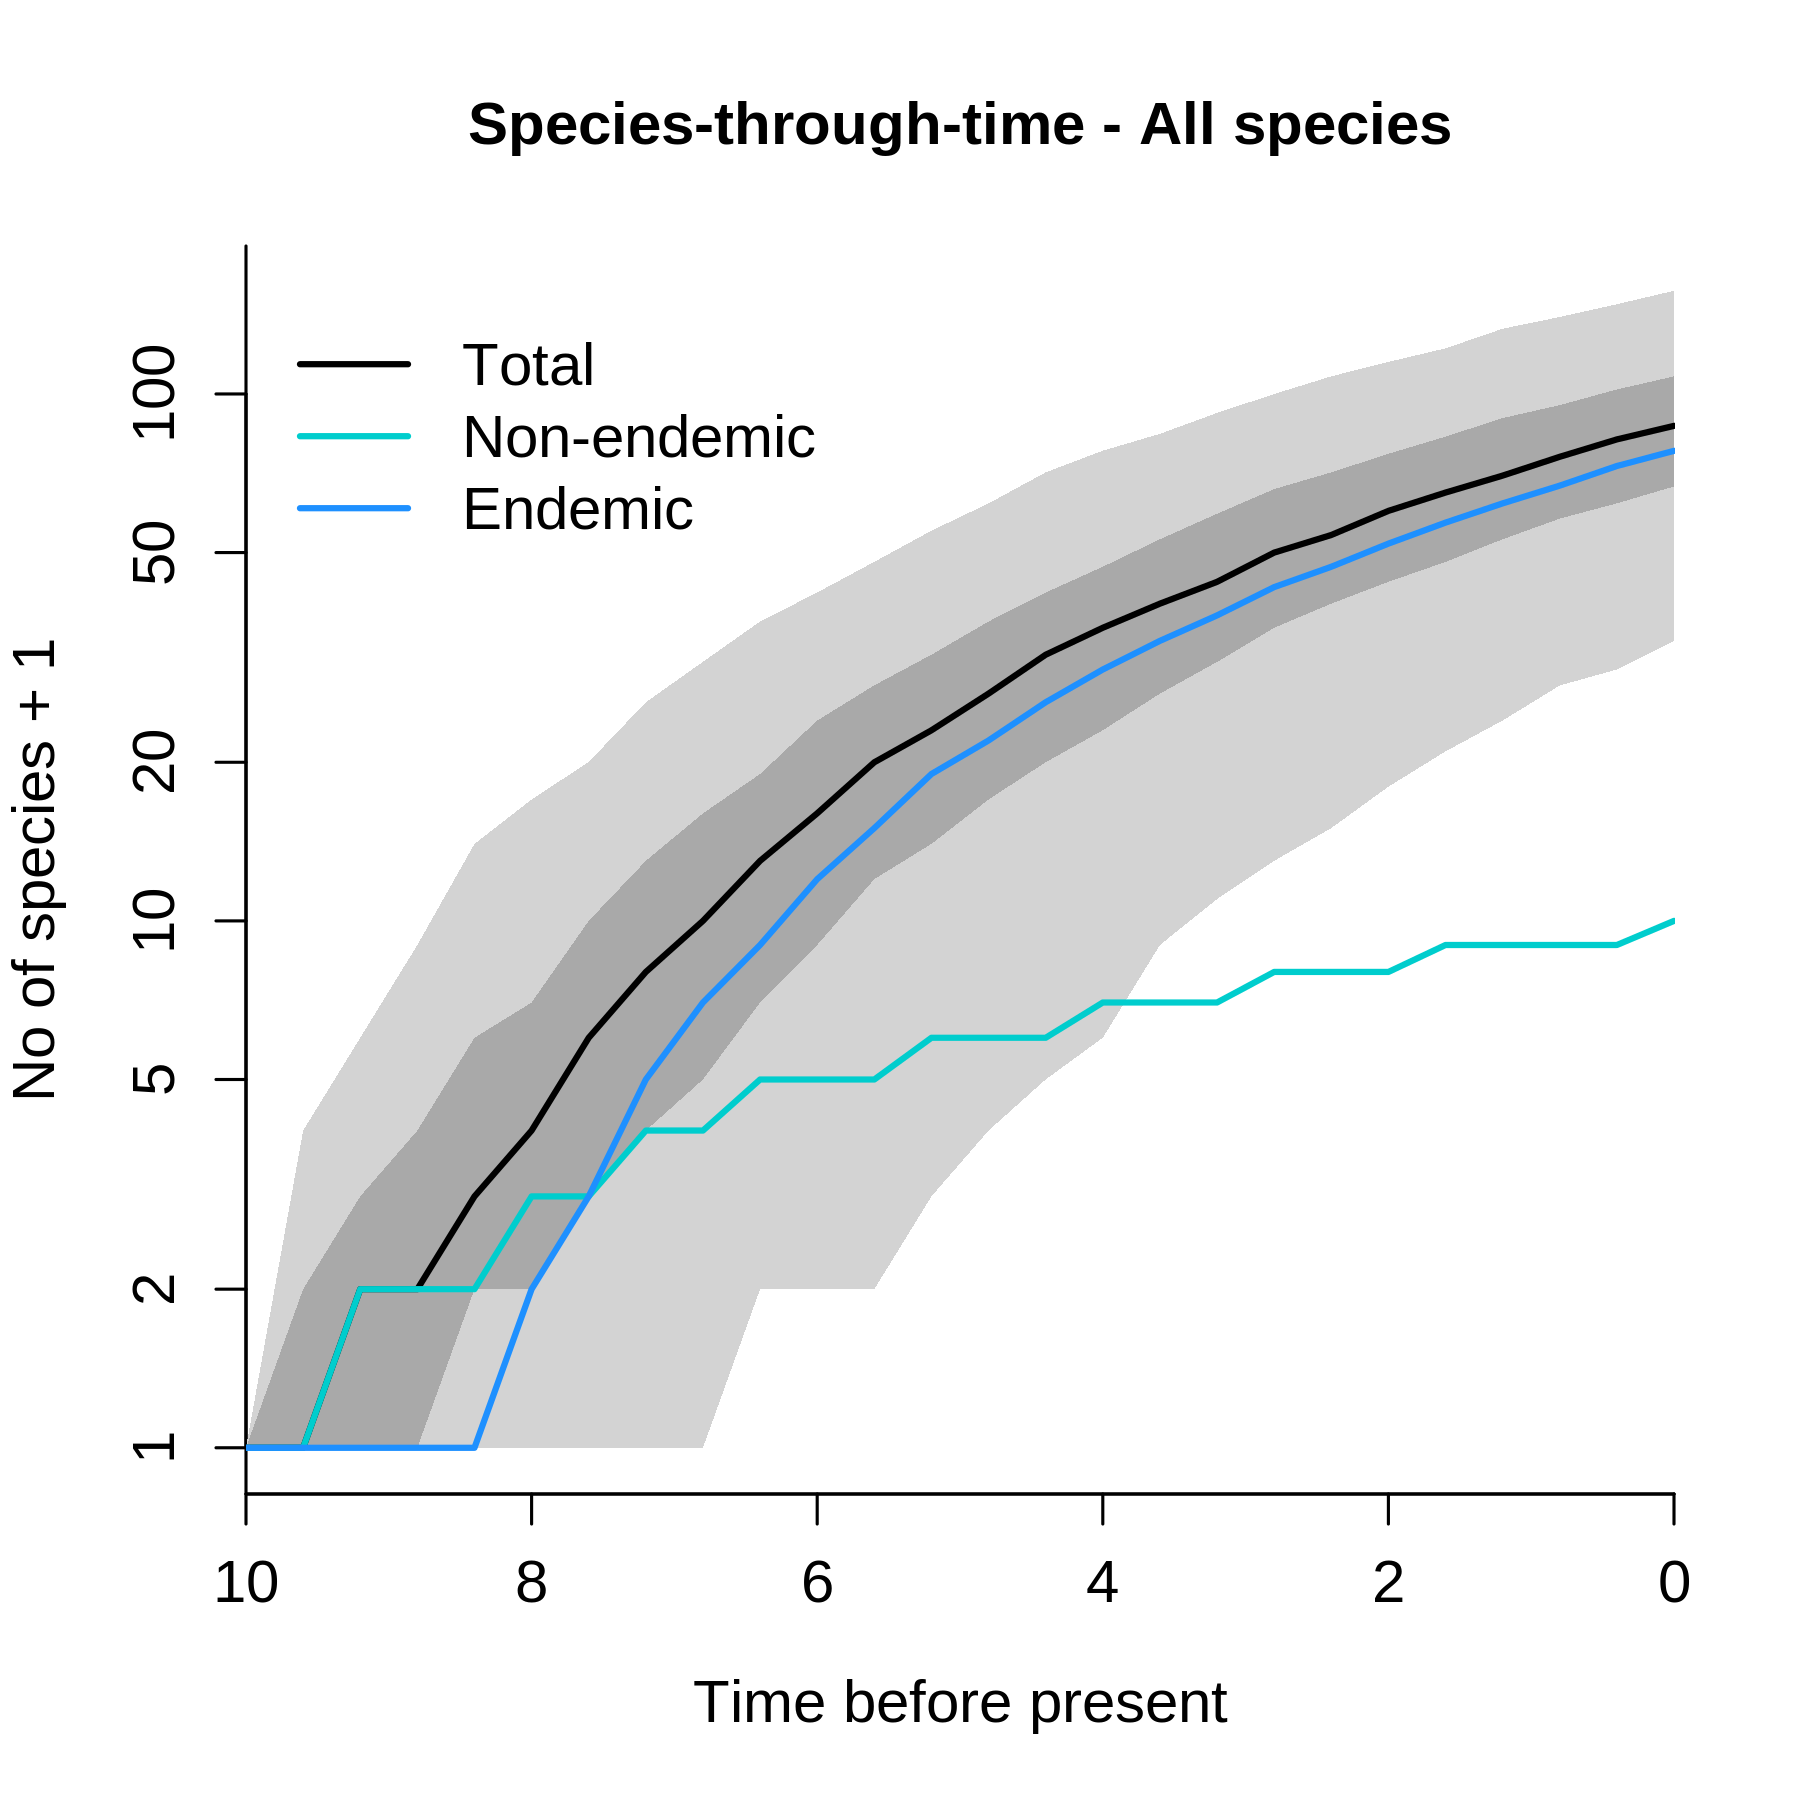 Species-through-time - All species
Total
Non-endemic
Endemic
No of species + 1
100
50
20
10
5
2
1
10 8 6 4 2 0
Time before present